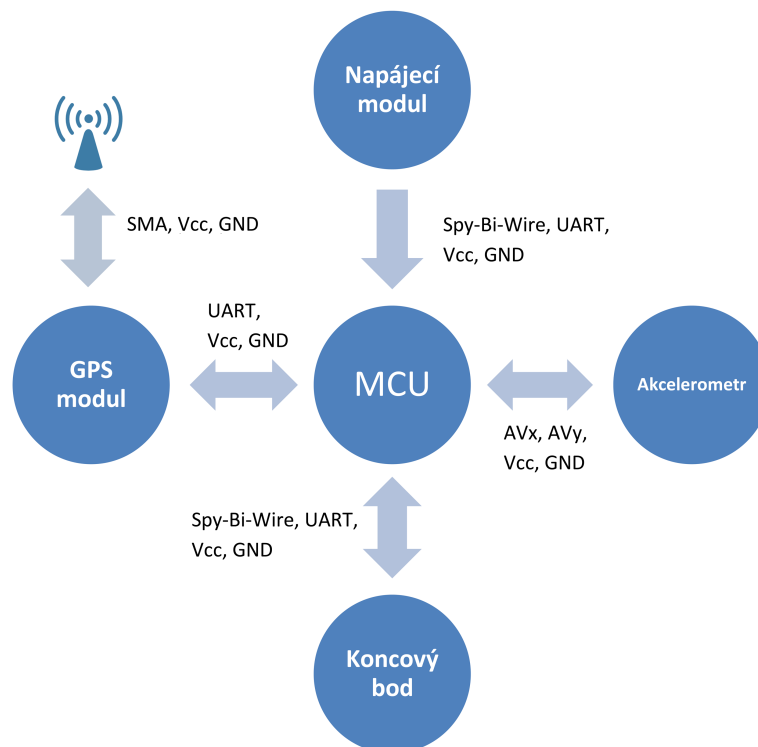 Napájecí
modul
SMA, Vcc, GND
Spy-Bi-Wire, UART,
Vcc, GND
UART,
Vcc, GND
GPS
modul
MCU
Akcelerometr
AVx, AVy,
Vcc, GND
Spy-Bi-Wire, UART,
Vcc, GND
Koncový
bod